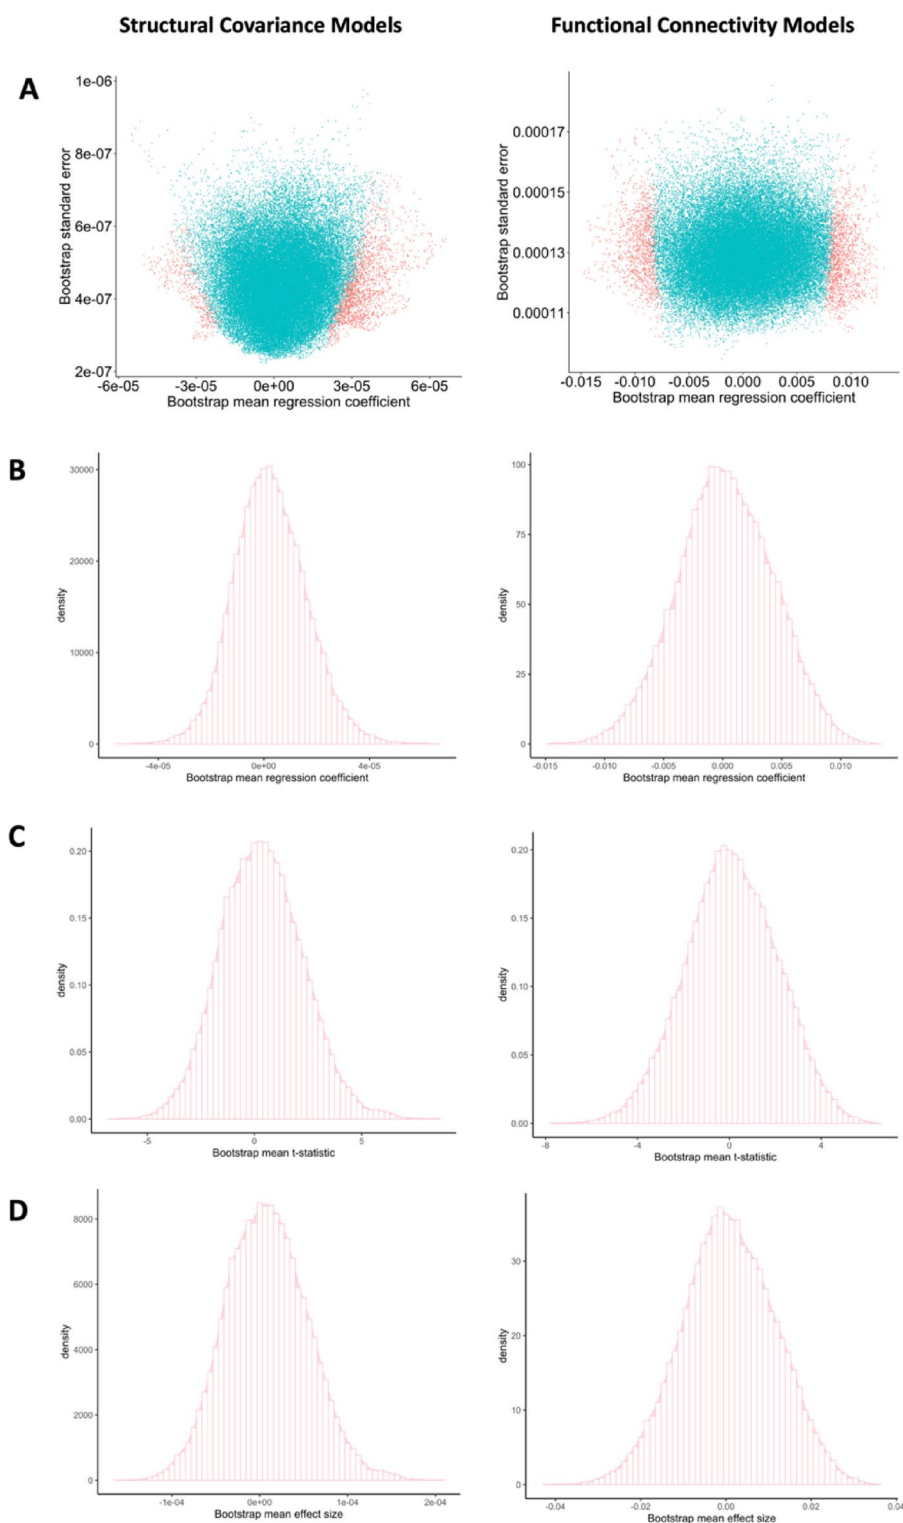 Structural Covariance Models
Functional Connectivity Models
A
Bootstrap standard error
1e-06
8e-07
6e-07
4e-07
2e-07
-6e-05 -3e-05 0e+00 3e-05 6e-05
Bootstrap mean regression coefficient
Bootstrap standard error
0.00017
0.00015
0.00013
0.00011
-0.015 -0.010 -0.005 0.000 0.005 0.010
Bootstrap mean regression coefficient
B
density
30000
20000
10000
0
-4e-05 0e+00 4e-05
Bootstrap mean regression coefficient
density
100
75
50
25
0
-0.015 -0.010 -0.005 0.000 0.005 0.010
Bootstrap mean regression coefficient
C
density
0.20
0.15
0.10
0.05
0.00
-5 0 5
Bootstrap mean t-statistic
density
0.20
0.15
0.10
0.05
0.00
-8 -4 0 4
Bootstrap mean t-statistic
D
density
8000
6000
4000
2000
0
-1e-04 0e+00 1e-04 2e-04
Bootstrap mean effect size
density
30
20
10
0
-0.04 -0.02 0.00 0.02 0.04
Bootstrap mean effect size